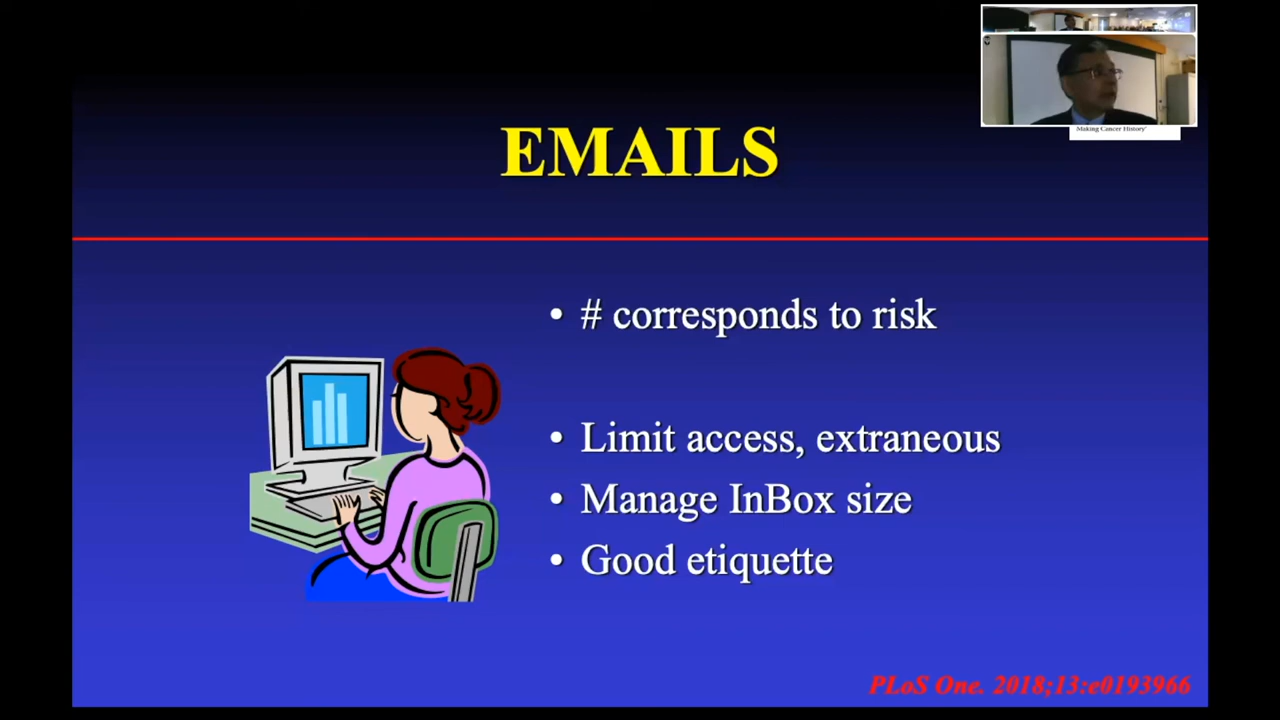 Making Cancer History'
EMAILS
• # corresponds to risk
• Limit access, extraneous
• Manage InBox size
• Good etiquette
PLoS One. 2018;13:e0193966